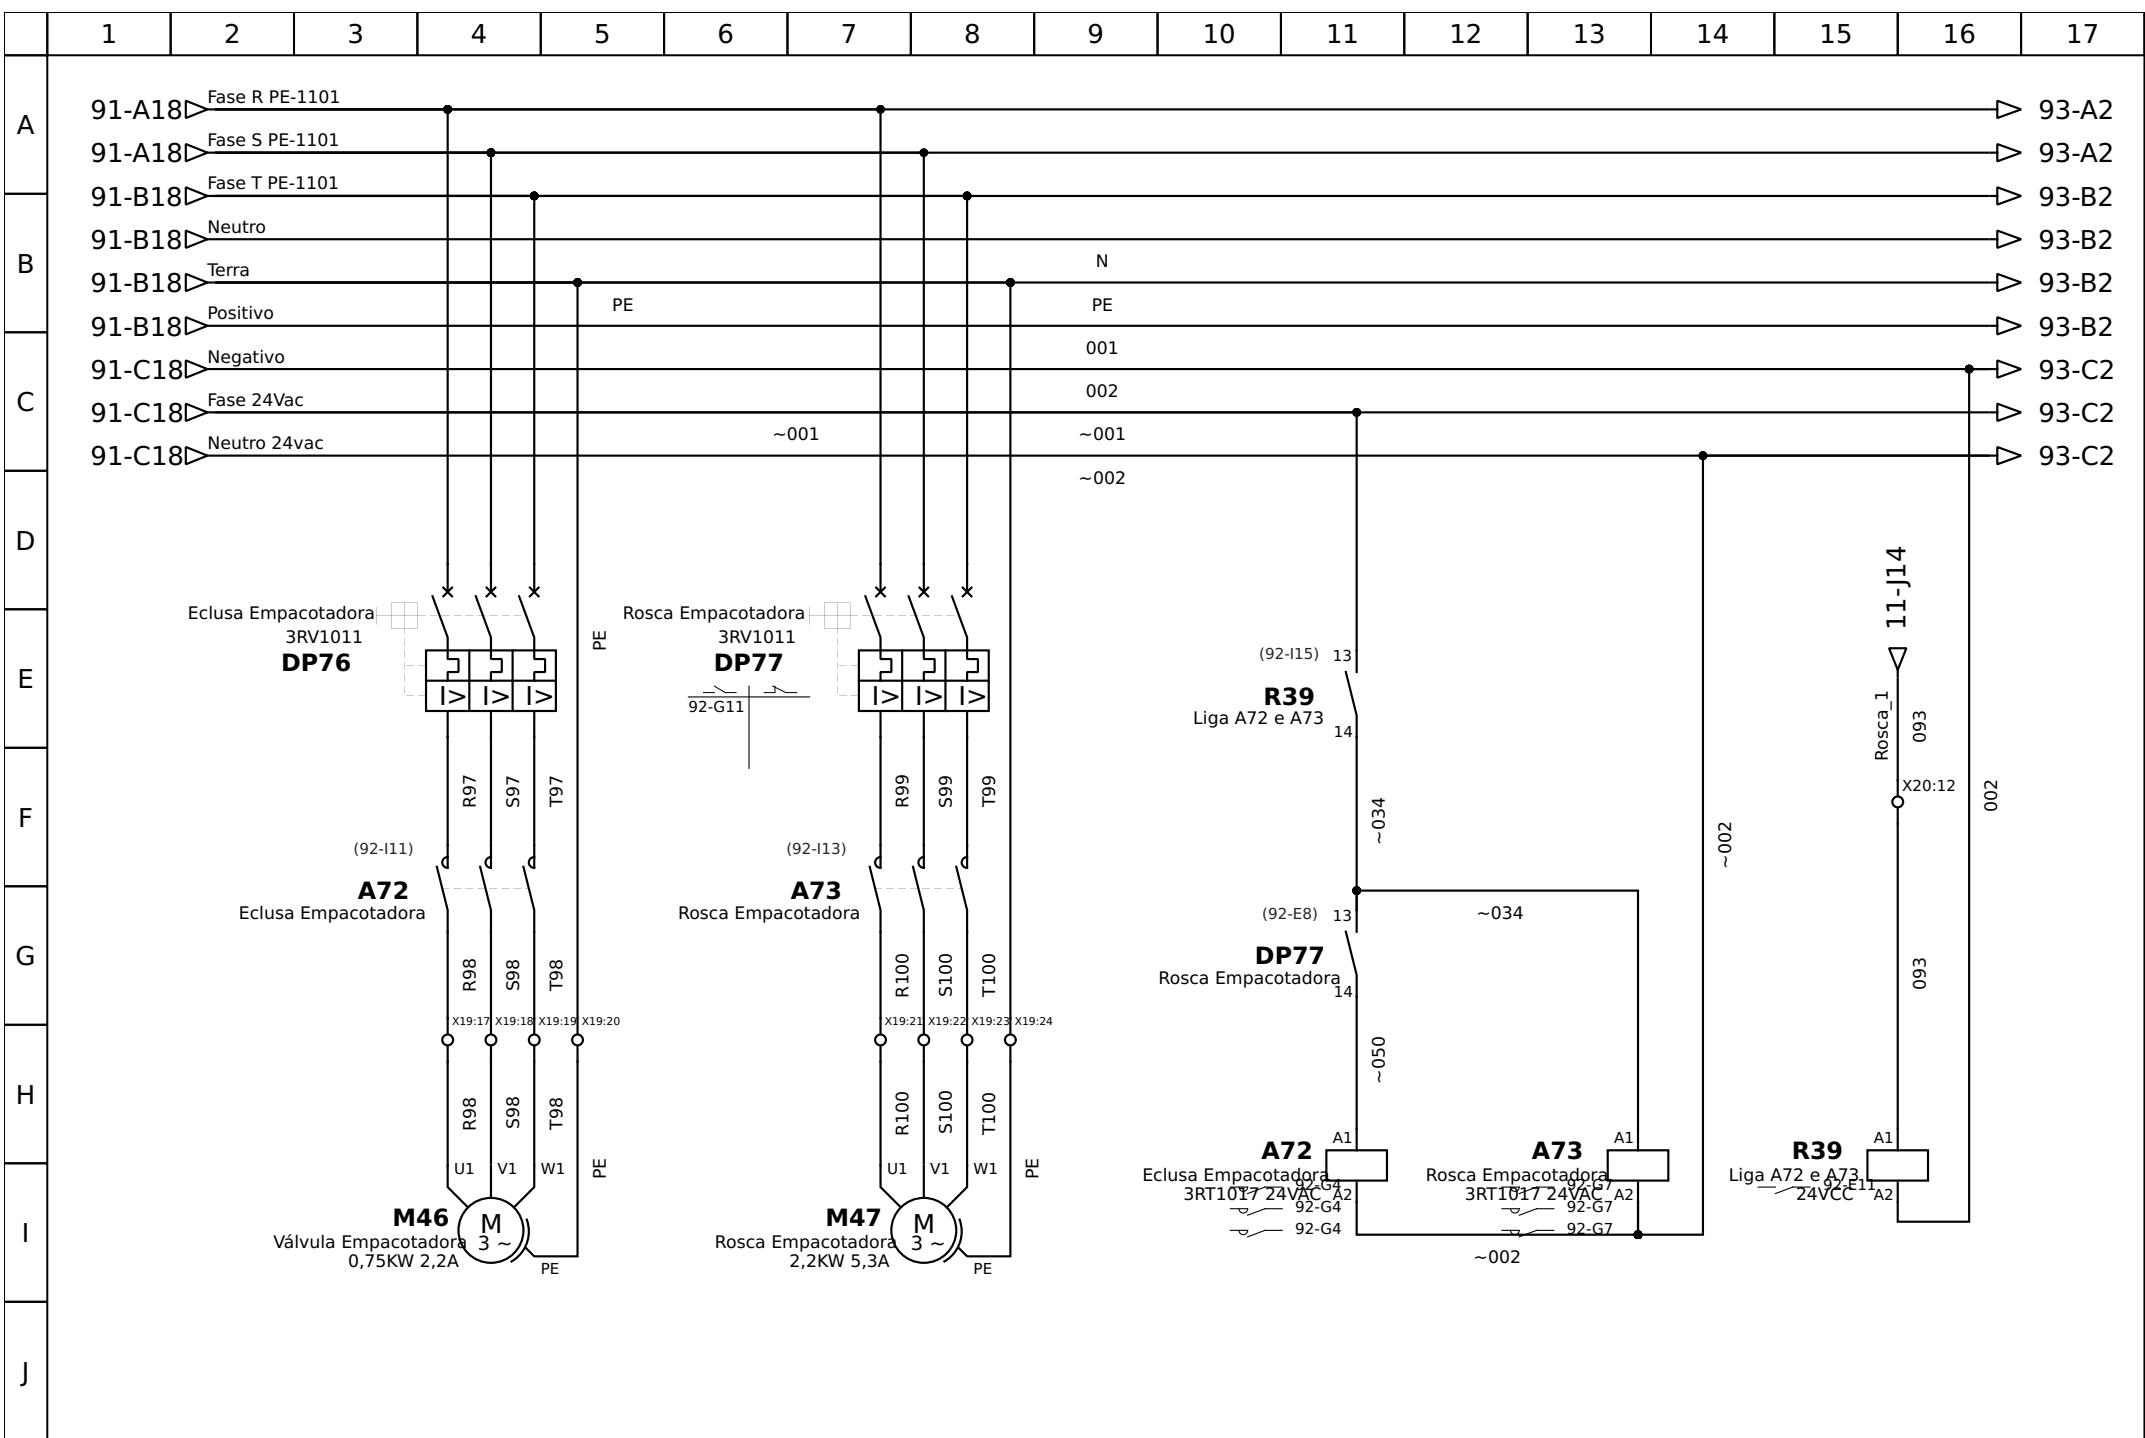 1 2 3 4 5 6 7 8 9 10 11 12 13 14 15 16 17
A
B
C
D
E
F
G
H
I
J
91-A18 Fase R PE-1101 93-A2
91-A18 Fase S PE-1101 93-A2
91-B18 Fase T PE-1101 93-B2
91-B18 Neutro 93-B2
N
91-B18 Terra 93-B2
PE PE
91-B18 Positivo 93-B2
001
91-C18 Negativo 93-C2
002
91-C18 Fase 24Vac 93-C2
~001 ~001
91-C18 Neutro 24vac 93-C2
~002
Eclusa Empacotadora
3RV1011
DP76
I> I> I>
PE
R97 S97 T97
(92-I11)
A72
Eclusa Empacotadora
R98 S98 T98
X19:17 X19:18 X19:19 X19:20
R98 S98 T98
PE
U1 V1 W1
M46
Válvula Empacotadora
0,75KW 2,2A
M
3 ~
PE
Rosca Empacotadora
3RV1011
DP77
92-G11
I> I> I>
R99 S99 T99
(92-I13)
A73
Rosca Empacotadora
R100 S100 T100
X19:21 X19:22 X19:23 X19:24
R100 S100 T100
PE
U1 V1 W1
M47
Rosca Empacotadora
2,2KW 5,3A
M
3 ~
PE
(92-I15) 13
R39
Liga A72 e A73
14
~034
~034
(92-E8) 13
DP77
Rosca Empacotadora
14
~050
A1
A72
Eclusa Empacotadora
3RT1017 24VAC
A2
92-G4
92-G4
92-G4
A1
A73
Rosca Empacotadora
3RT1017 24VAC
A2
92-G7
92-G7
92-G7
~002
~002
11-J14
Rosca_1
093
X20:12
002
093
A1
R39
Liga A72 e A73
24VCC
A2
92-E11